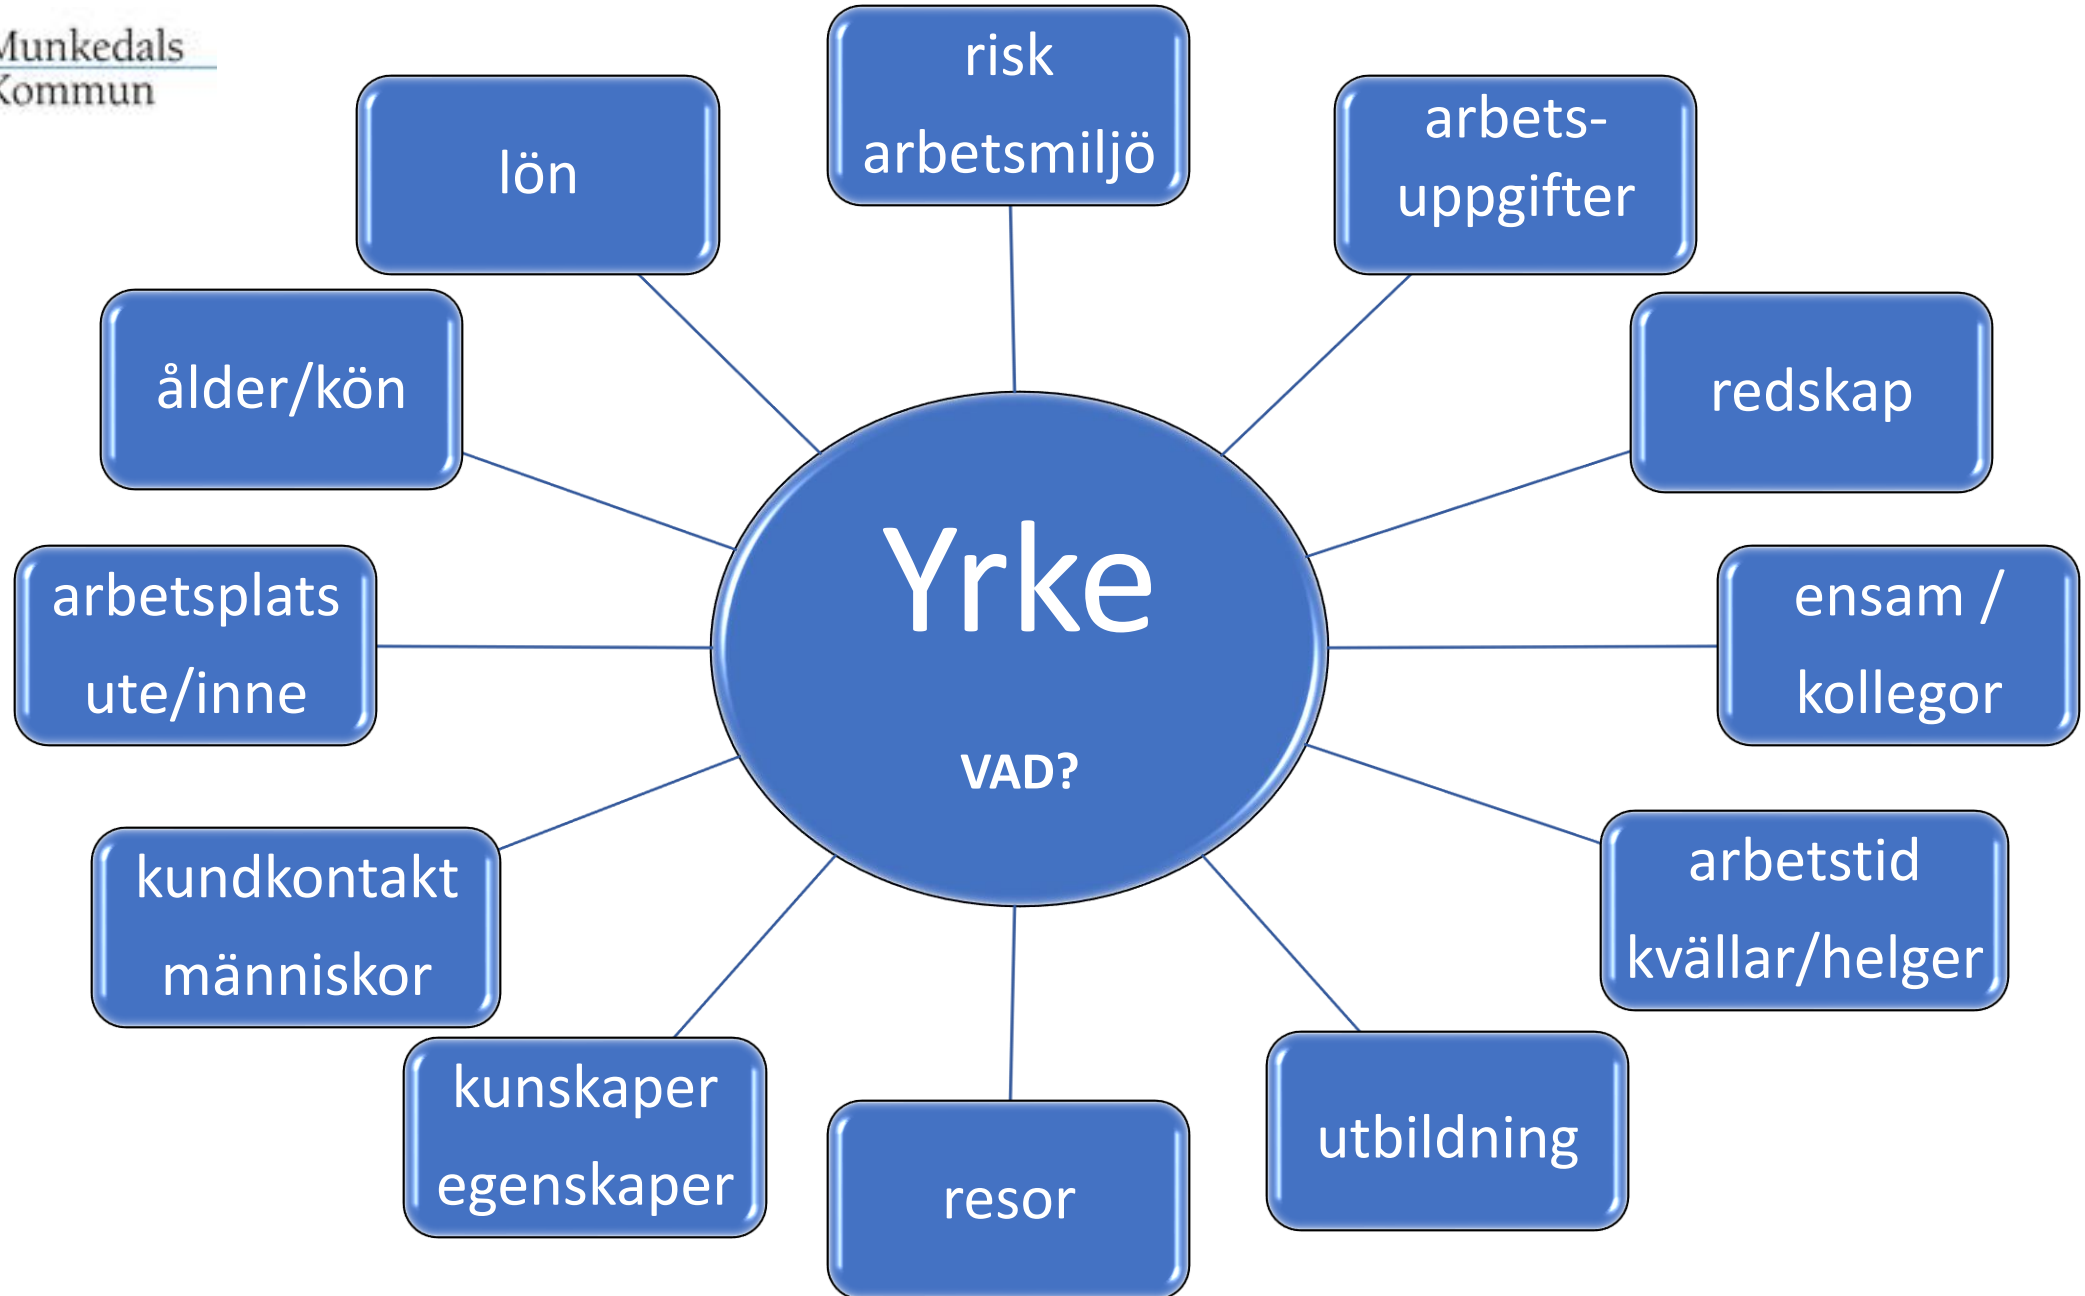 Munkedals
Kommun
risk
arbetsmiljö
arbets-
uppgifter
redskap
ensam /
kollegor
arbetstid
kvällar/helger
utbildning
resor
kunskaper
egenskaper
kundkontakt
människor
arbetsplats
ute/inne
ålder/kön
lön
Yrke
VAD?